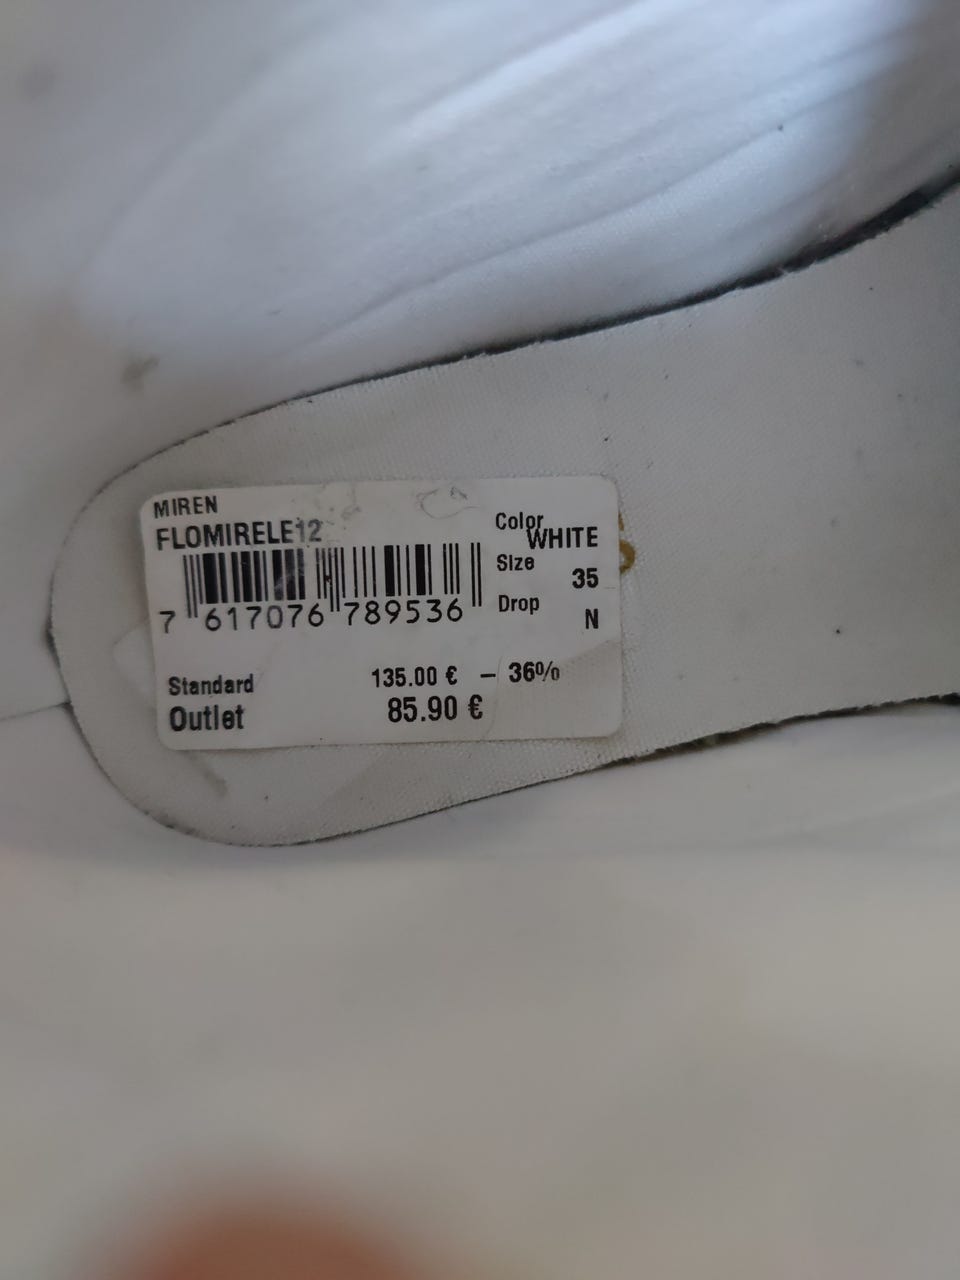 MIREN
FLOMIRELE12
7 617076 789536
Color
WHITE
Size
35
Drop
N
Standard 135.00 € – 36%
Outlet 85.90 €